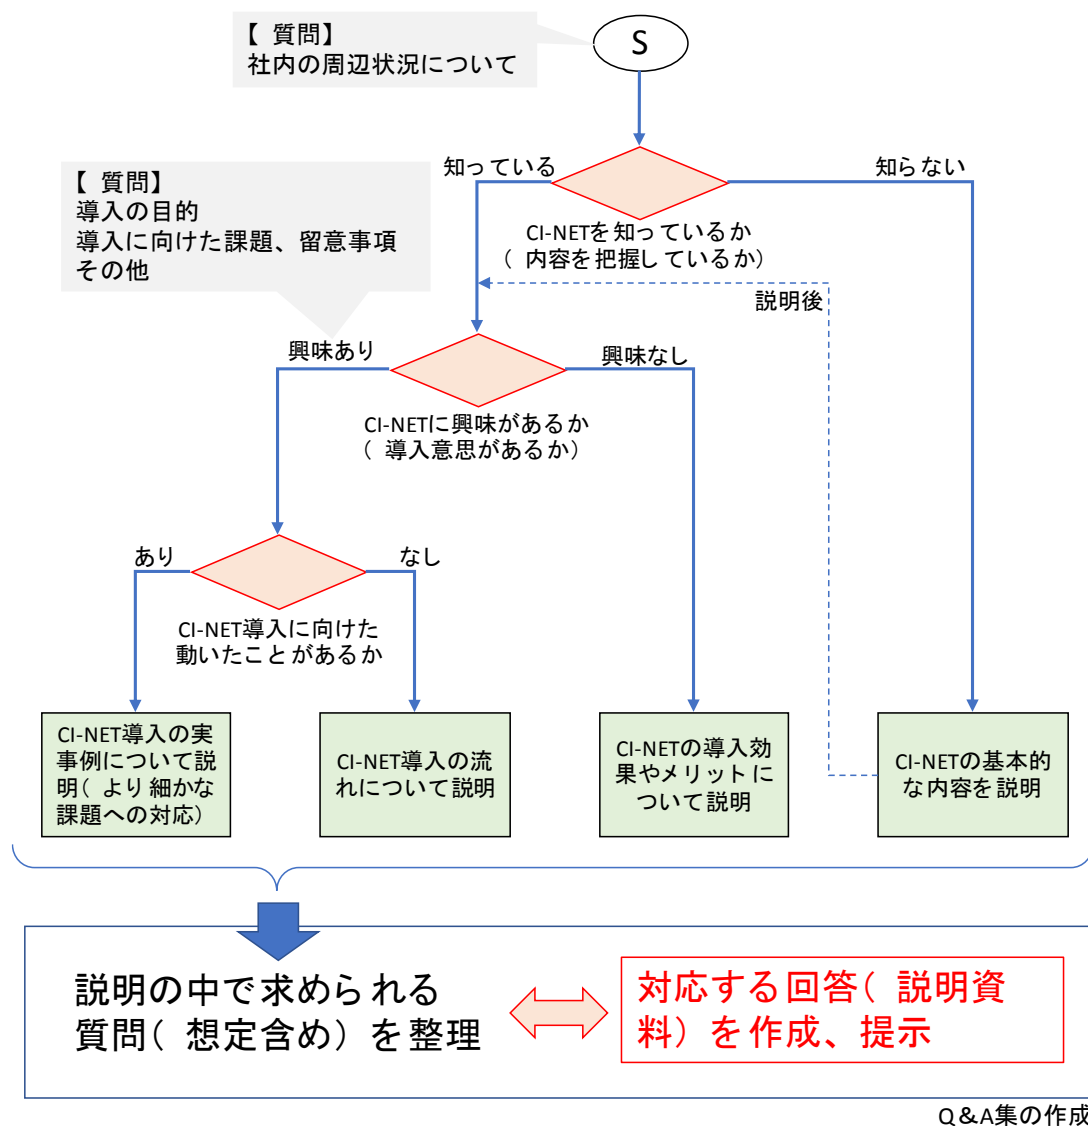 【 質問】
社内の周辺状況について
S
知っている
知らない
【 質問】
導入の目的
導入に向けた課題、留意事項
その他
CI-NETを知っているか
( 内容を把握しているか)
説明後
興味あり
興味なし
CI-NETに興味があるか
( 導入意思があるか)
あり
なし
CI-NET導入に向けた
動いたことがあるか
CI-NET導入の実
事例について説
明( より細かな
課題への対応)
CI-NET導入の流
れについて説明
CI-NETの導入効
果やメリットに
ついて説明
CI-NETの基本的
な内容を説明
説明の中で求められる
質問( 想定含め) を整理
対応する回答( 説明資
料) を作成、提示
Q&A集の作成